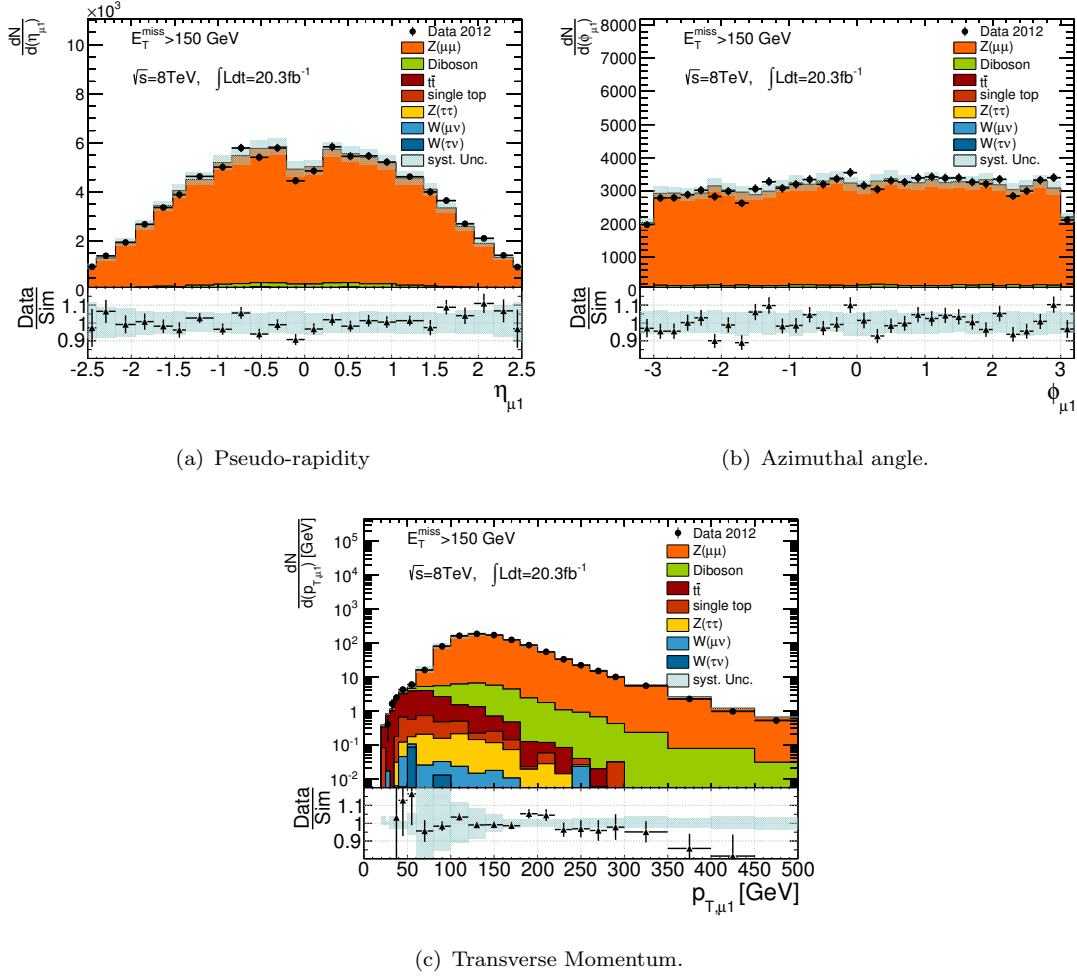 ×10³
dN
d(η_μ1)
E_T^miss>150 GeV
√s=8TeV, ∫Ldt=20.3fb⁻¹
Data 2012
Z(μμ)
Diboson
tt̄
single top
Z(ττ)
W(μν)
W(τν)
syst. Unc.
10
8
6
4
2
0
Data
Sim
1.1
1
0.9
-2.5 -2 -1.5 -1 -0.5 0 0.5 1 1.5 2 2.5
η_μ1
(a) Pseudo-rapidity
dN
d(ϕ_μ1)
E_T^miss>150 GeV
√s=8TeV, ∫Ldt=20.3fb⁻¹
Data 2012
Z(μμ)
Diboson
tt̄
single top
Z(ττ)
W(μν)
W(τν)
syst. Unc.
8000
7000
6000
5000
4000
3000
2000
1000
0
Data
Sim
1.1
1
0.9
-3 -2 -1 0 1 2 3
ϕ_μ1
(b) Azimuthal angle.
dN
d(p_T,μ1) [GeV]
E_T^miss>150 GeV
√s=8TeV, ∫Ldt=20.3fb⁻¹
Data 2012
Z(μμ)
Diboson
tt̄
single top
Z(ττ)
W(μν)
W(τν)
syst. Unc.
10⁵
10⁴
10³
10²
10
1
10⁻¹
10⁻²
Data
Sim
1.1
1
0.9
0 50 100 150 200 250 300 350 400 450 500
p_T,μ1 [GeV]
(c) Transverse Momentum.